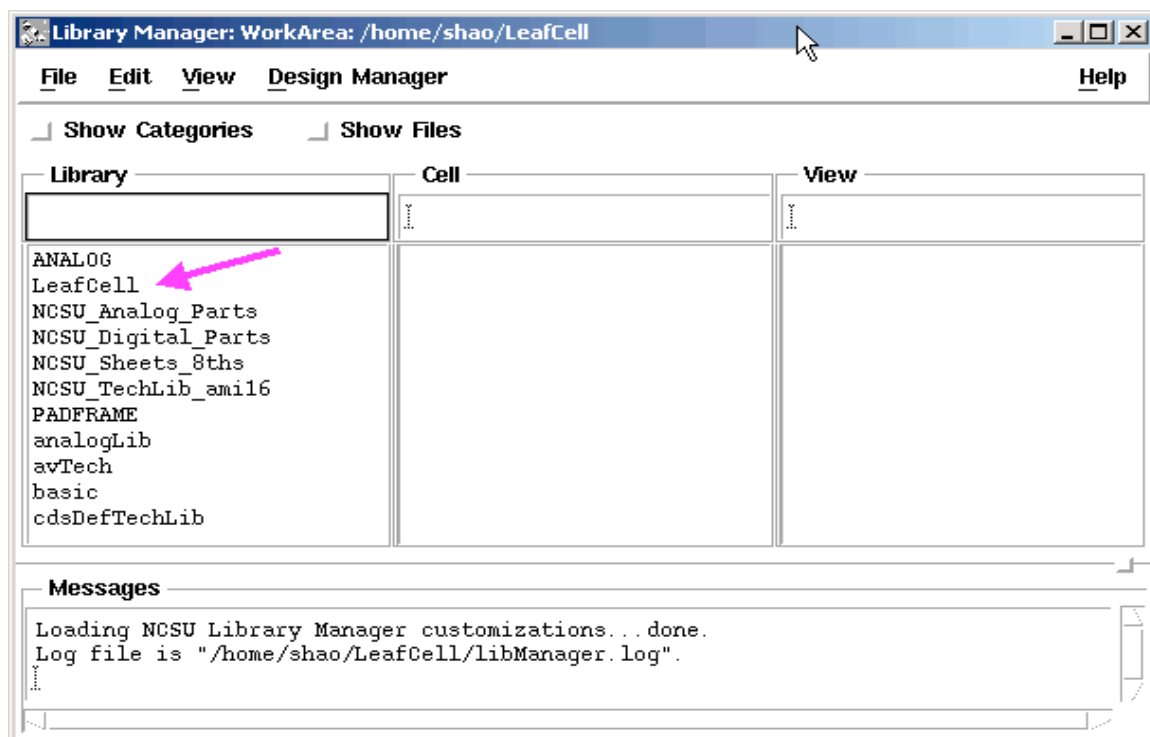 Library Manager: WorkArea: /home/shao/LeafCell
File Edit View Design Manager Help
Show Categories Show Files
Library Cell View
ANALOG
LeafCell
NCSU_Analog_Parts
NCSU_Digital_Parts
NCSU_Sheets_8ths
NCSU_TechLib_ami16
PADFRAME
analogLib
avTech
basic
cdsDefTechLib
Messages
Loading NCSU Library Manager customizations...done.
Log file is "/home/shao/LeafCell/libManager.log".